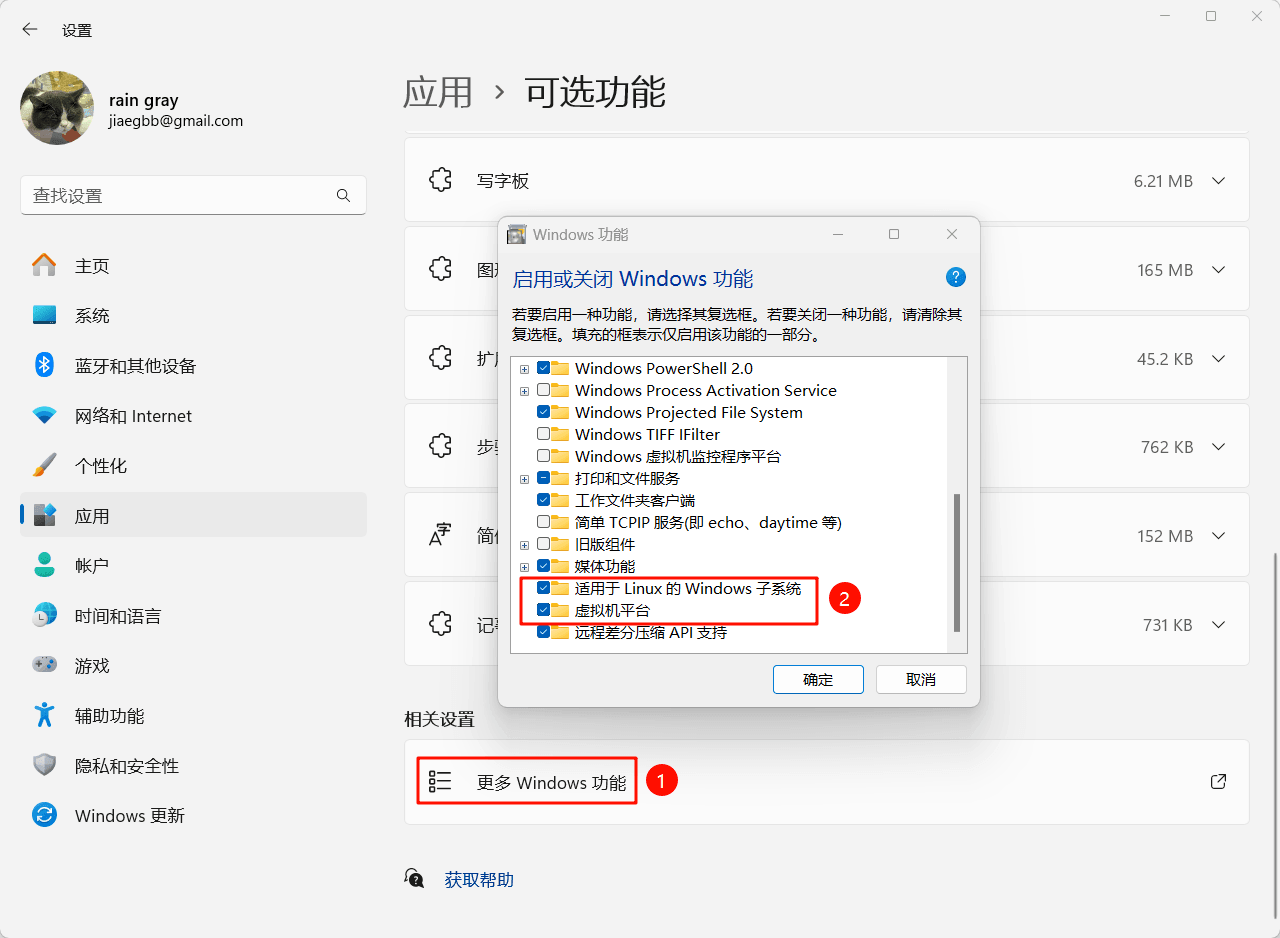 设置
rain gray
jiaegbb@gmail.com
查找设置
主页
系统
蓝牙和其他设备
网络和 Internet
个性化
应用
帐户
时间和语言
游戏
辅助功能
隐私和安全性
Windows 更新
应用 › 可选功能
写字板 6.21 MB
图形 165 MB
扩展 45.2 KB
步骤 762 KB
简体 152 MB
记事 731 KB
Windows 功能
启用或关闭 Windows 功能
若要启用一种功能，请选择其复选框。若要关闭一种功能，请清除其
复选框。填充的框表示仅启用该功能的一部分。
Windows PowerShell 2.0
Windows Process Activation Service
Windows Projected File System
Windows TIFF IFilter
Windows 虚拟机监控程序平台
打印和文件服务
工作文件夹客户端
简单 TCPIP 服务(即 echo、daytime 等)
旧版组件
媒体功能
适用于 Linux 的 Windows 子系统
虚拟机平台
2
远程差分压缩 API 支持
确定 取消
相关设置
更多 Windows 功能 1
获取帮助